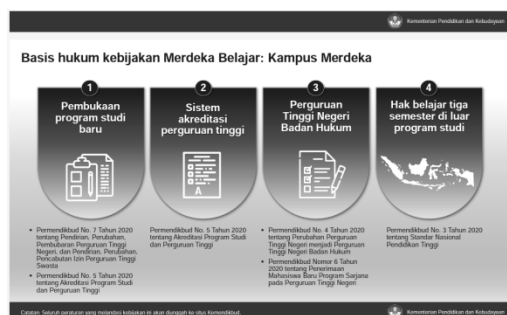 Kementerian Pendidikan dan Kebudayaan
Basis hukum kebijakan Merdeka Belajar: Kampus Merdeka
1
Pembukaan
program studi
baru
• Permendikbud No. 7 Tahun 2020
tentang Pendirian, Perubahan,
Pembubaran Perguruan Tinggi
Negeri, dan Pendirian, Perubahan,
Pencabutan Izin Perguruan Tinggi
Swasta
• Permendikbud No. 5 Tahun 2020
tentang Akreditasi Program Studi
dan Perguruan Tinggi
2
Sistem
akreditasi
perguruan tinggi
A
Permendikbud No. 5 Tahun 2020
tentang Akreditasi Program Studi
dan Perguruan Tinggi
3
Perguruan
Tinggi Negeri
Badan Hukum
• Permendikbud No. 4 Tahun 2020
tentang Perubahan Perguruan
Tinggi Negeri menjadi Perguruan
Tinggi Negeri Badan Hukum
• Permendikbud Nomor 6 Tahun
2020 tentang Penerimaan
Mahasiswa Baru Program Sarjana
pada Perguruan Tinggi Negeri
4
Hak belajar tiga
semester di luar
program studi
Permendikbud No. 3 Tahun 2020
tentang Standar Nasional
Pendidikan Tinggi
Catatan: Seluruh peraturan yang melandasi kebijakan ini akan diunggah ke situs Kemendikbud.
Kementerian Pendidikan dan Kebudayaan